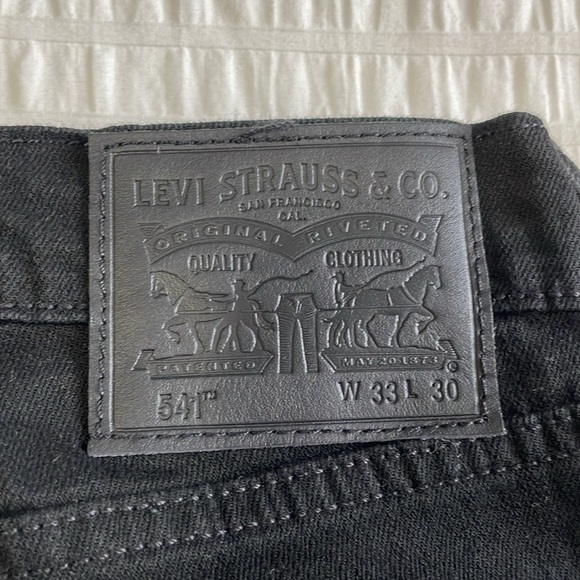 LEVI STRAUSS & CO.
SAN FRANCISCO
CAL.
ORIGINAL RIVETED
QUALITY CLOTHING
PATENTED MAY 20 1873
©
541™ W 33 L 30